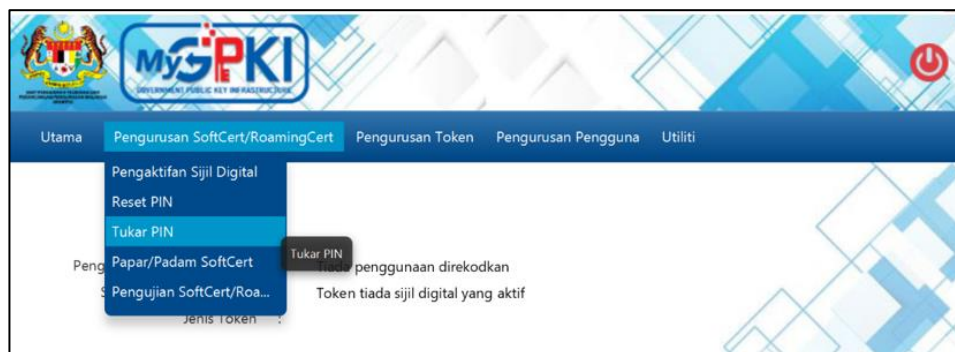 MyGPKI
GOVERNMENT PUBLIC KEY INFRASTRUCTURE
Utama Pengurusan SoftCert/RoamingCert Pengurusan Token Pengurusan Pengguna Utiliti
Pengaktifan Sijil Digital
Reset PIN
Tukar PIN
Tukar PIN
Papar/Padam SoftCert
Peng Tiada penggunaan direkodkan
Pengujian SoftCert/Roa...
S Token tiada sijil digital yang aktif
Jenis Token :